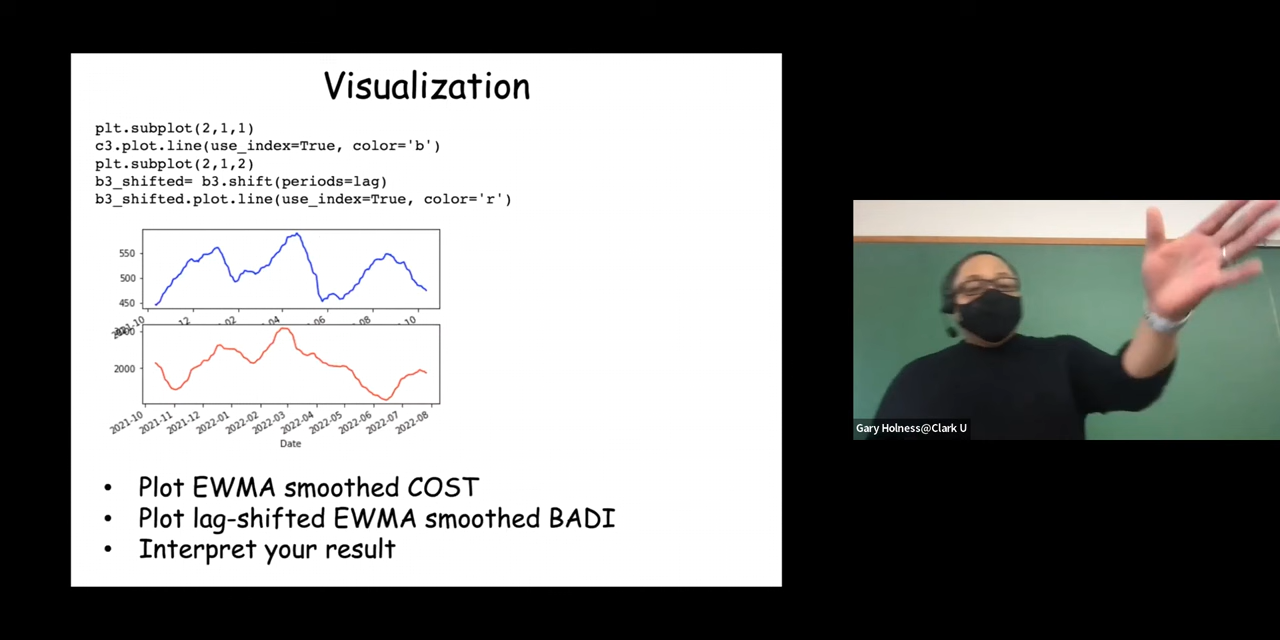 Visualization
plt.subplot(2,1,1)
c3.plot.line(use_index=True, color='b')
plt.subplot(2,1,2)
b3_shifted= b3.shift(periods=lag)
b3_shifted.plot.line(use_index=True, color='r')
550
500
450
2021-10 12 02 04 06 08 10
3000
2000
2021-10 2021-11 2021-12 2022-01 2022-02 2022-03 2022-04 2022-05 2022-06 2022-07 2022-08
Date
• Plot EWMA smoothed COST
• Plot lag-shifted EWMA smoothed BADI
• Interpret your result
Gary Holness@Clark U